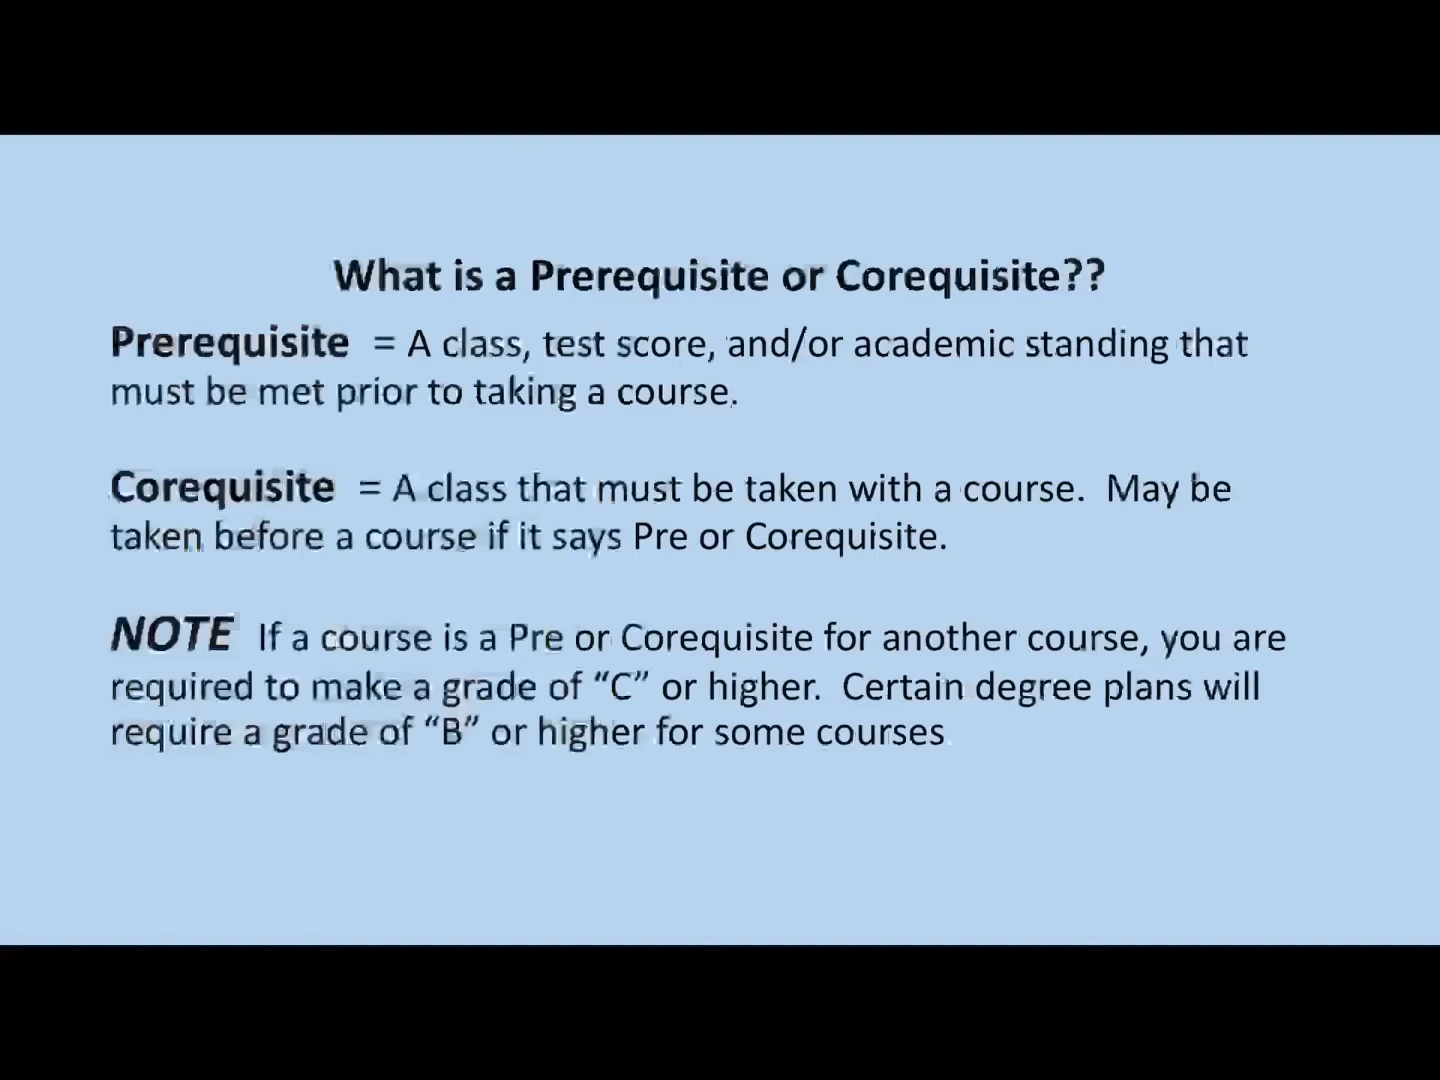 What is a Prerequisite or Corequisite??
Prerequisite = A class, test score, and/or academic standing that
must be met prior to taking a course.
Corequisite = A class that must be taken with a course. May be
taken before a course if it says Pre or Corequisite.
NOTE If a course is a Pre or Corequisite for another course, you are
required to make a grade of “C” or higher. Certain degree plans will
require a grade of “B” or higher for some courses